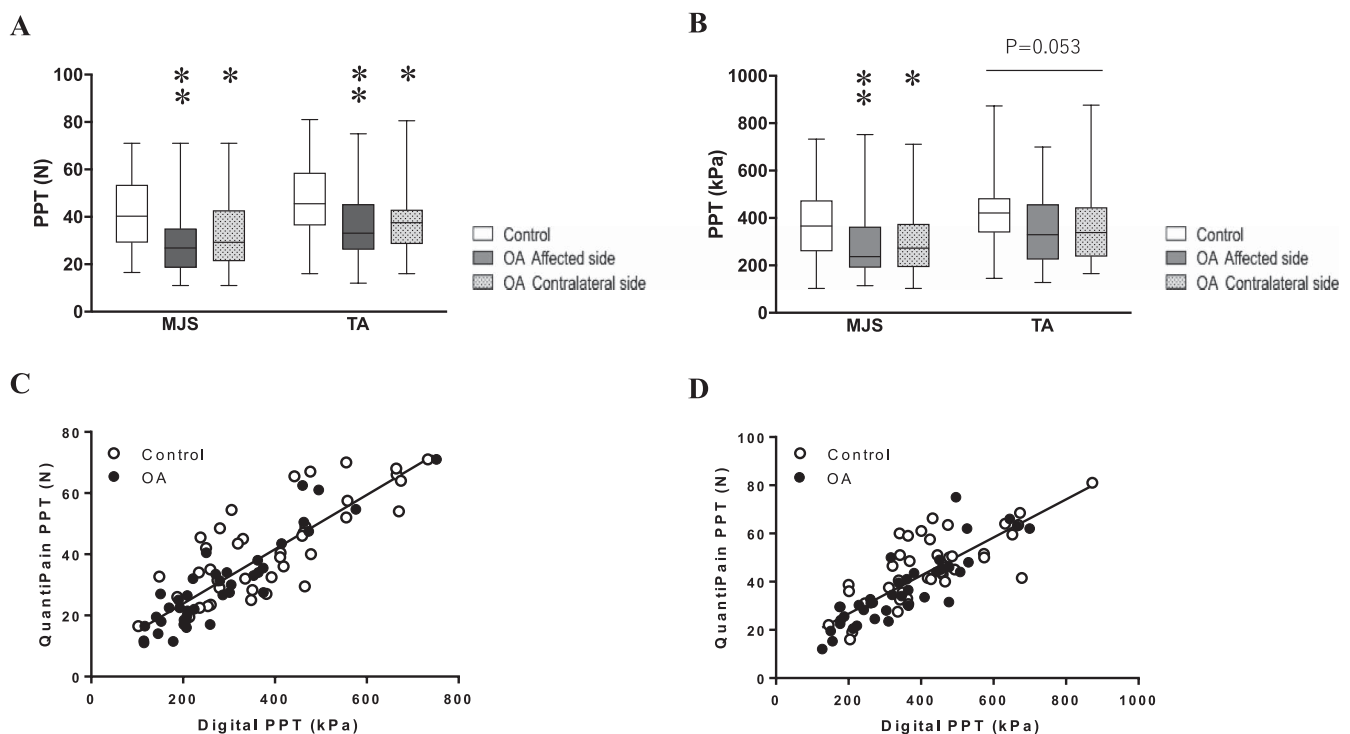 A
PPT (N)
100
80
60
40
20
0
* *
* *
* *
MJS
TA
Control
OA Affected side
OA Contralateral side
B
P=0.053
PPT (kPa)
1000
800
600
400
200
0
* *
*
MJS
TA
Control
OA Affected side
OA Contralateral side
C
QuantiPain PPT (N)
80
60
40
20
0
Control
OA
0 200 400 600 800
Digital PPT (kPa)
D
QuantiPain PPT (N)
100
80
60
40
20
0
Control
OA
0 200 400 600 800 1000
Digital PPT (kPa)